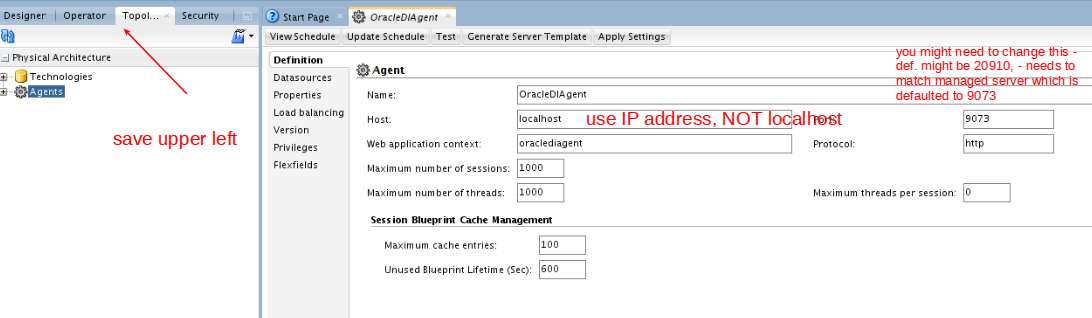 Designer Operator Topol... Security
Start Page OracleDIAgent
View Schedule Update Schedule Test Generate Server Template Apply Settings
Physical Architecture
Technologies
Agents
save upper left
Definition
Datasources
Properties
Load balancing
Version
Privileges
Flexfields
Agent
you might need to change this -
def. might be 20910, - needs to
match managed server which is
defaulted to 9073
Name: OracleDIAgent
Host: localhost
use IP address, NOT localhost
9073
Web application context: oraclediagent
Protocol: http
Maximum number of sessions: 1000
Maximum number of threads: 1000
Maximum threads per session: 0
Session Blueprint Cache Management
Maximum cache entries: 100
Unused Blueprint Lifetime (Sec): 600